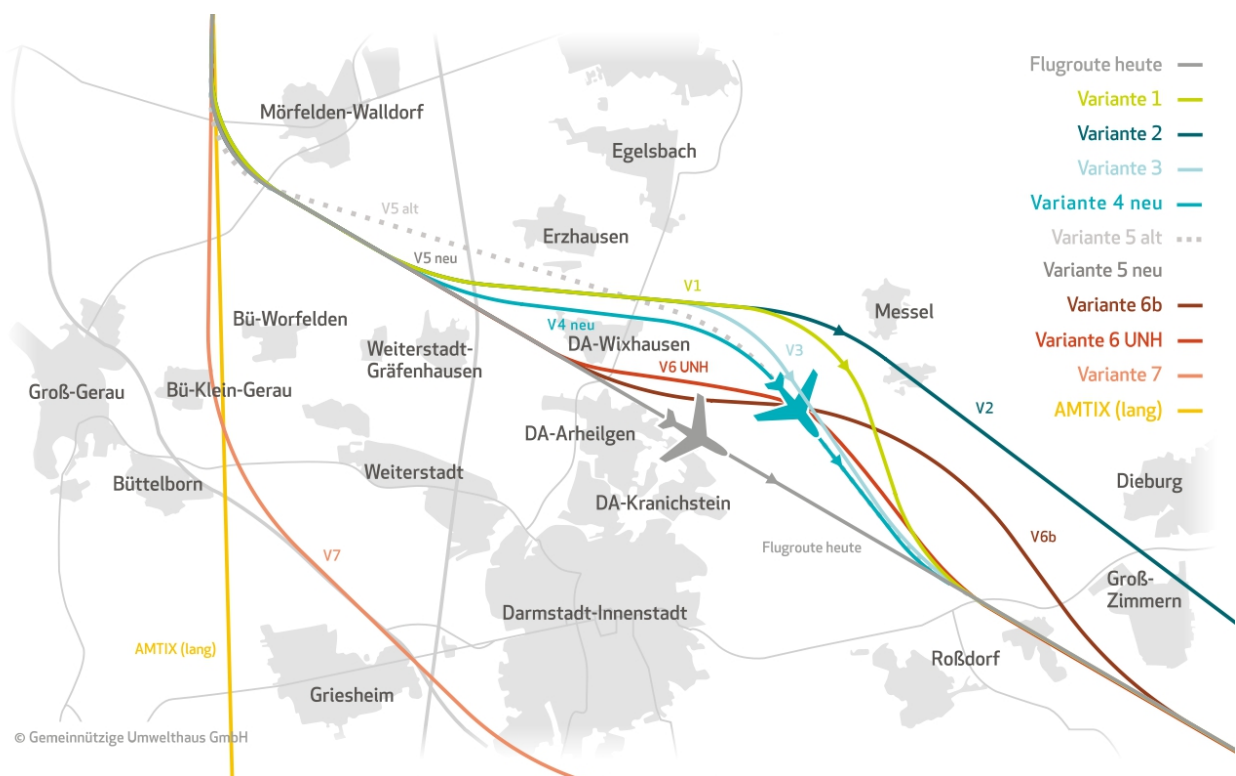 Flugroute heute
Variante 1
Variante 2
Variante 3
Variante 4 neu
Variante 5 alt
Variante 5 neu
Variante 6b
Variante 6 UNH
Variante 7
AMTIX (lang)
Mörfelden-Walldorf
Egelsbach
V5 alt
Erzhausen
V5 neu
V1
Messel
Bü-Worfelden
V4 neu
DA-Wixhausen
V3
Weiterstadt-
Gräfenhausen
V6 UNH
Groß-Gerau
Bü-Klein-Gerau
V2
DA-Arheilgen
Weiterstadt
Büttelborn
Dieburg
DA-Kranichstein
V6b
Flugroute heute
V7
Groß-
Zimmern
Darmstadt-Innenstadt
AMTIX (lang)
Roßdorf
Griesheim
© Gemeinnützige Umwelthaus GmbH